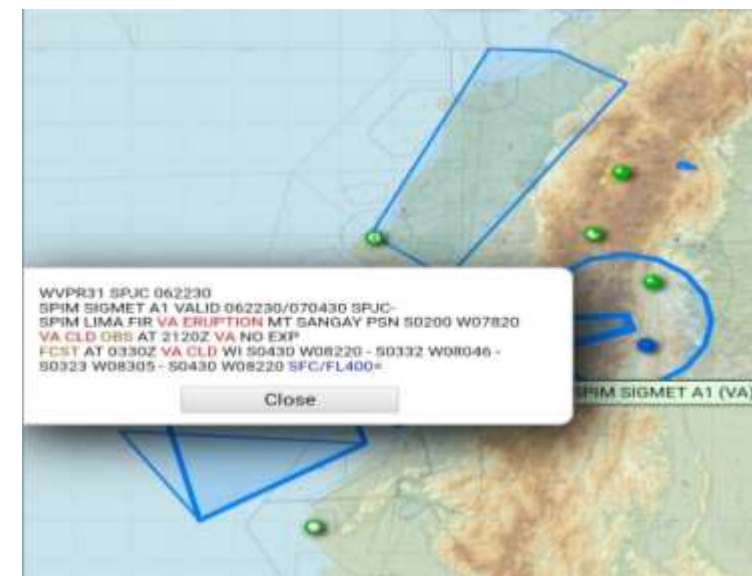 WVPR31 SPJC 062230
SPIM SIGMET A1 VALID 062230/070430 SPJC-
SPIM LIMA FIR VA ERUPTION MT SANGAY PSN S0200 W07820
VA CLD OBS AT 2120Z VA NO EXP
FCST AT 0330Z VA CLD WI S0430 W08220 - S0332 W08046 -
S0323 W08305 - S0430 W08220 SFC/FL400=
Close
SPIM SIGMET A1 (VA)